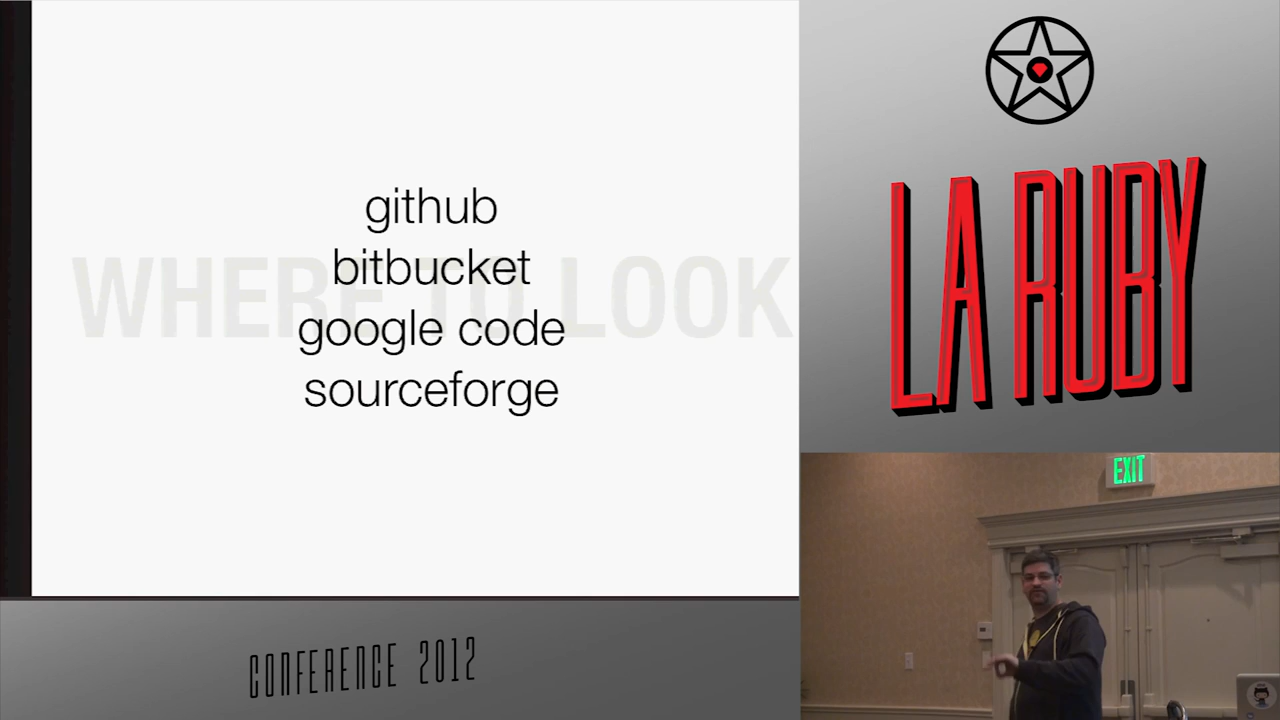 WHERE TO LOOK
github
bitbucket
google code
sourceforge
LA RUBY
EXIT
CONFERENCE 2012